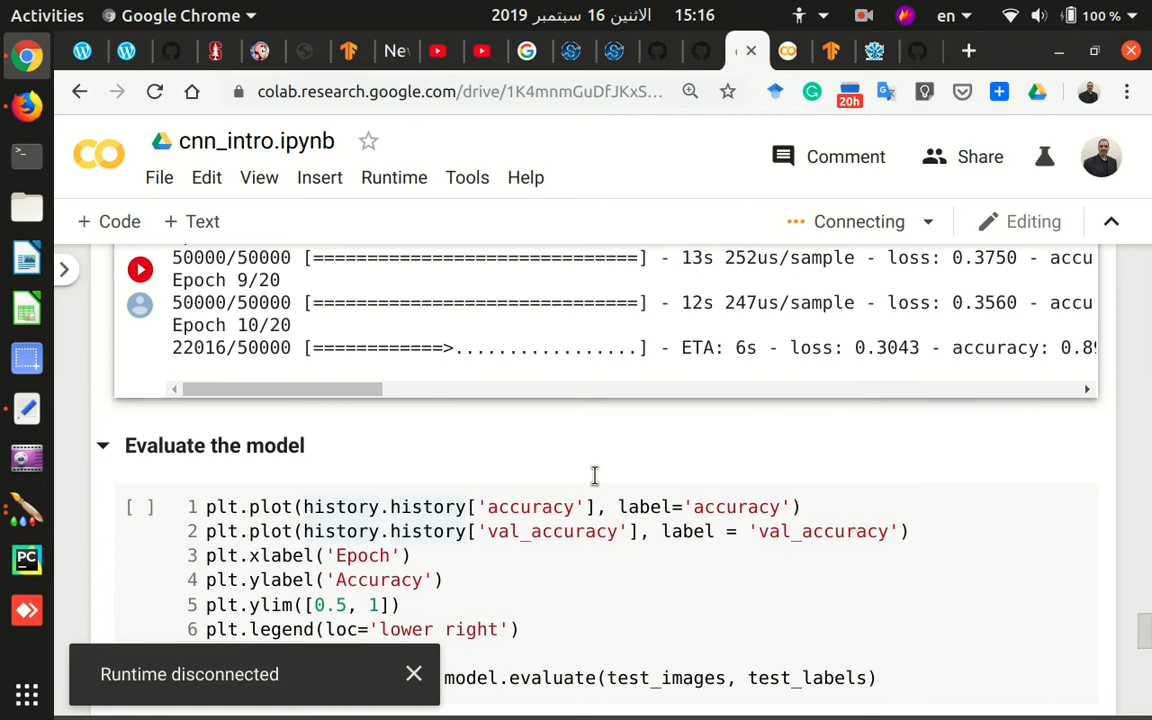 Activities Google Chrome 2019 الاثنين 16 سبتمبر 15:16 en 100 %
Nev
colab.research.google.com/drive/1K4mnmGuDfJKxS... 20h
cnn_intro.ipynb
Comment Share
File Edit View Insert Runtime Tools Help
+ Code + Text Connecting Editing
50000/50000 [==============================] - 13s 252us/sample - loss: 0.3750 - accu
Epoch 9/20
50000/50000 [==============================] - 12s 247us/sample - loss: 0.3560 - accu
Epoch 10/20
22016/50000 [============>.................] - ETA: 6s - loss: 0.3043 - accuracy: 0.89
Evaluate the model
[ ] 1 plt.plot(history.history['accuracy'], label='accuracy')
2 plt.plot(history.history['val_accuracy'], label = 'val_accuracy')
3 plt.xlabel('Epoch')
4 plt.ylabel('Accuracy')
5 plt.ylim([0.5, 1])
6 plt.legend(loc='lower right')
Runtime disconnected
model.evaluate(test_images, test_labels)
PC